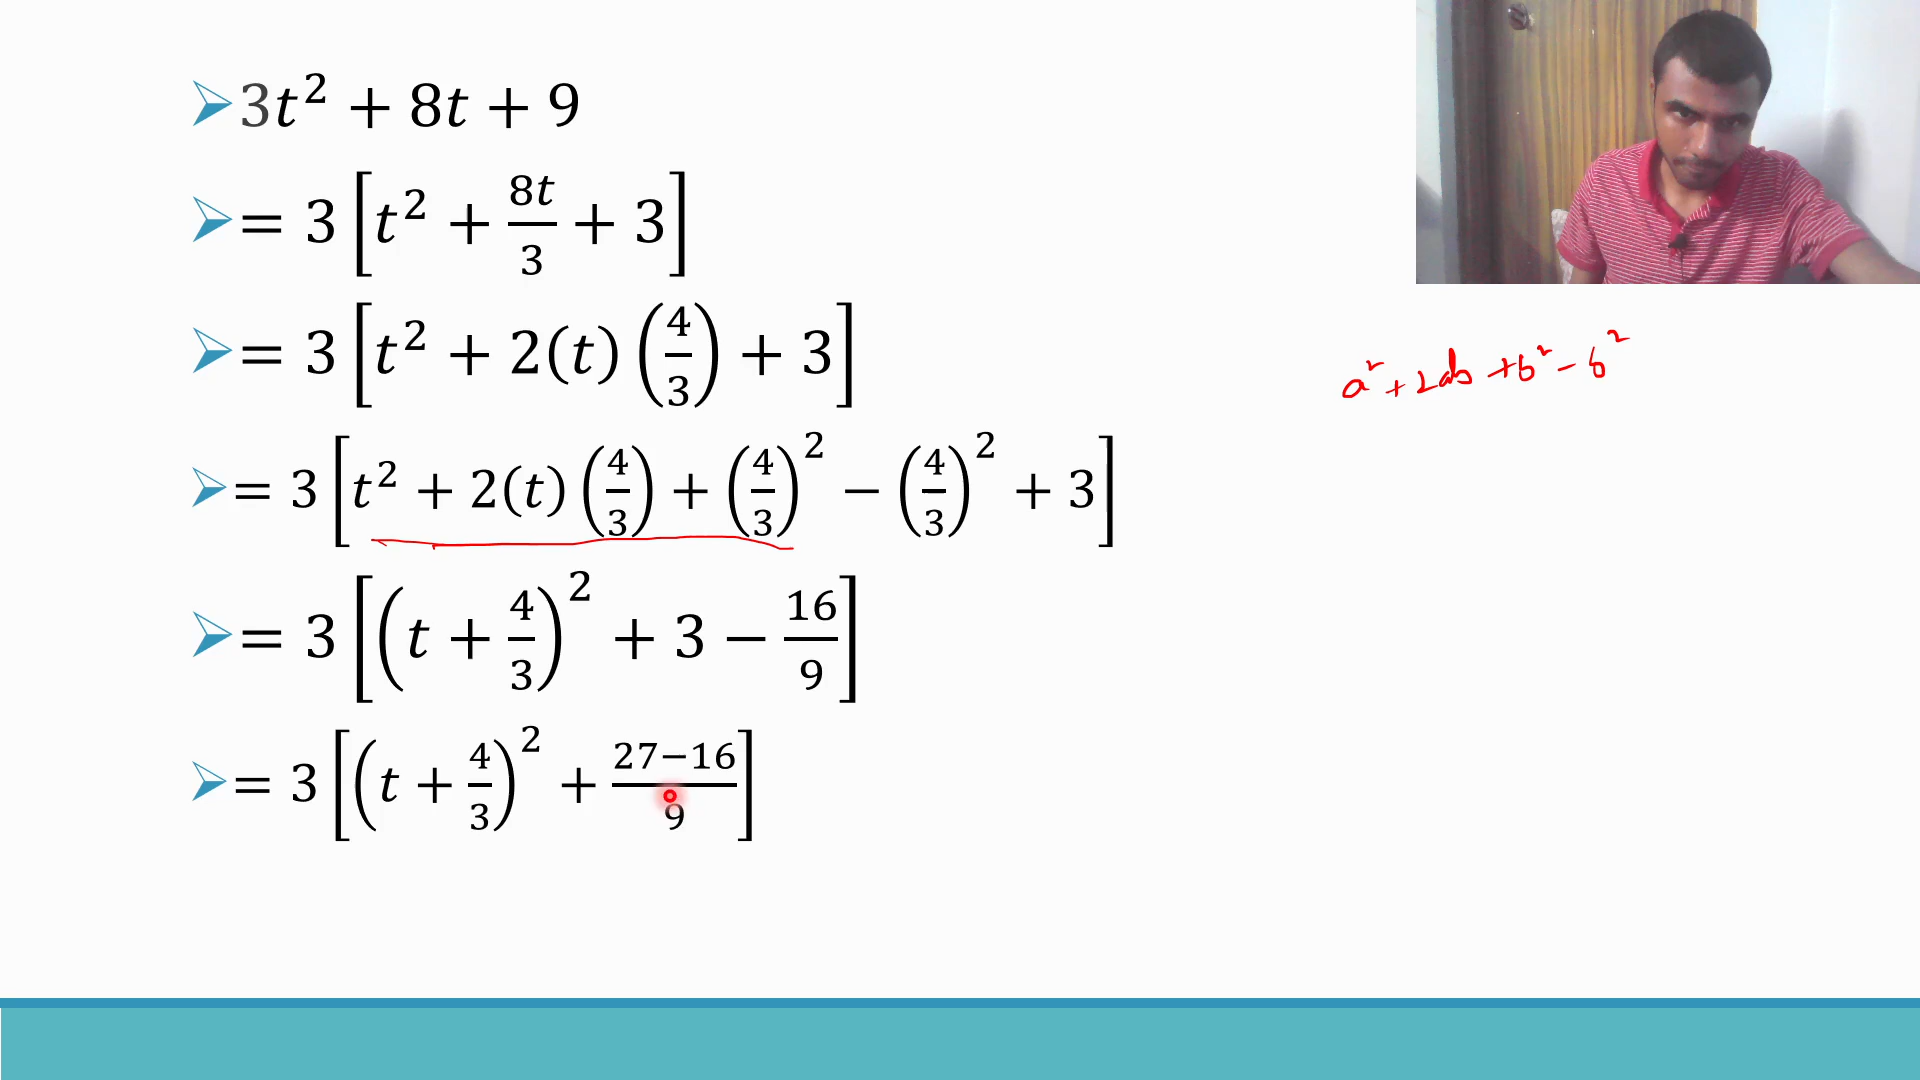 ➢3t² + 8t + 9
➢= 3 [t² + 8t/3 + 3]
➢= 3 [t² + 2(t) (4/3) + 3]
a² + 2ab + b² - b²
➢= 3 [t² + 2(t) (4/3) + (4/3)² − (4/3)² + 3]
➢= 3 [(t + 4/3)² + 3 − 16/9]
➢= 3 [(t + 4/3)² + (27−16)/9]